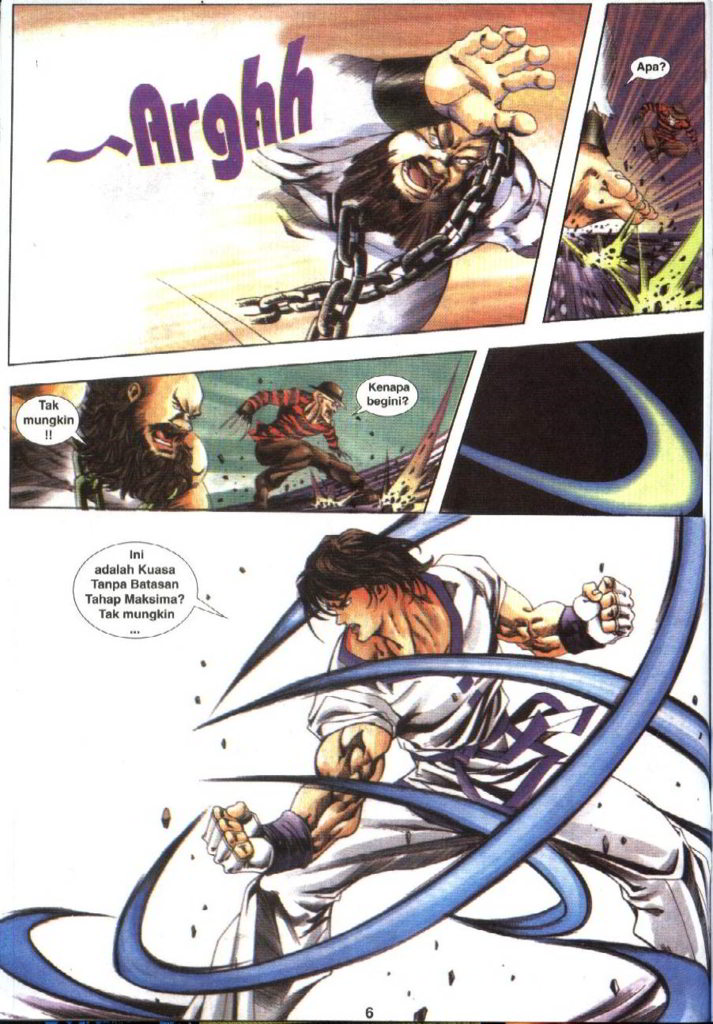 Arghh
Apa?
Tak
mungkin
!!
Kenapa
begini?
Ini
adalah Kuasa
Tanpa Batasan
Tahap Maksima?
Tak mungkin
...
6